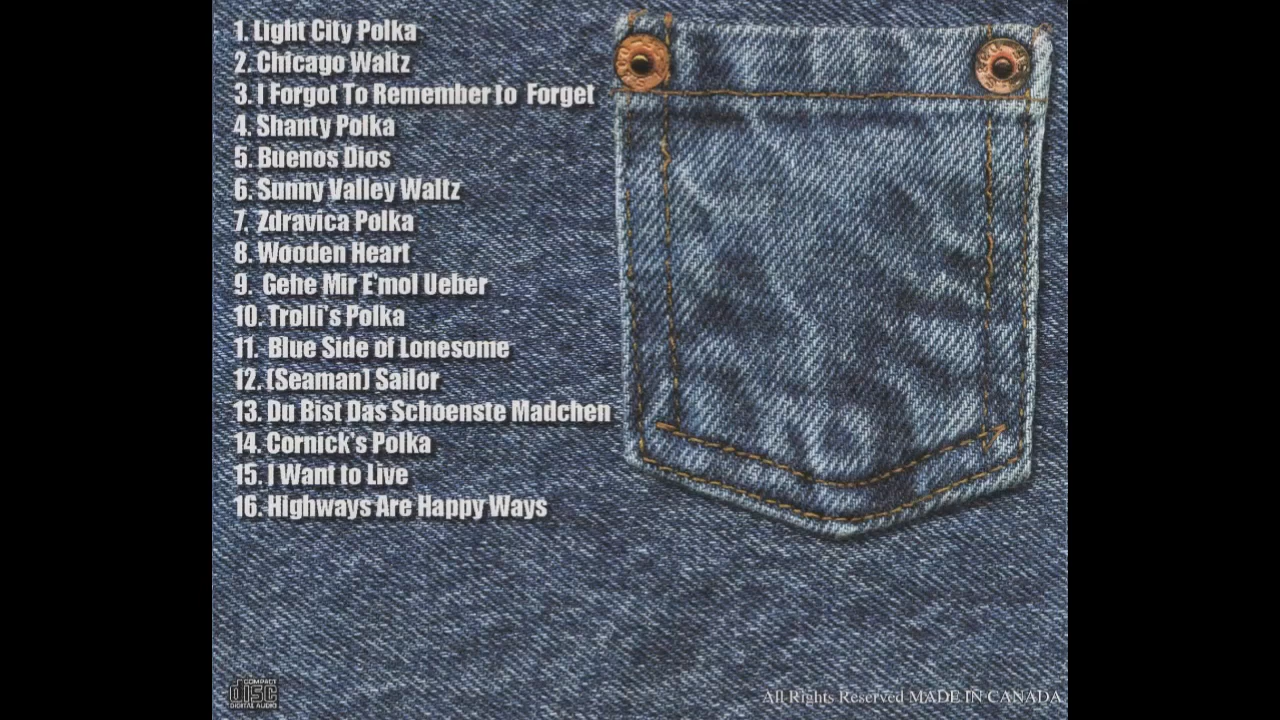 1. Light City Polka
2. Chicago Waltz
3. I Forgot To Remember to Forget
4. Shanty Polka
5. Buenos Dios
6. Sunny Valley Waltz
7. Zdravica Polka
8. Wooden Heart
9. Gehe Mir E'mol Ueber
10. Trolli's Polka
11. Blue Side of Lonesome
12. (Seaman) Sailor
13. Du Bist Das Schoenste Madchen
14. Cornick's Polka
15. I Want to Live
16. Highways Are Happy Ways
COMPACT
disc
DIGITAL AUDIO
All Rights Reserved MADE IN CANADA